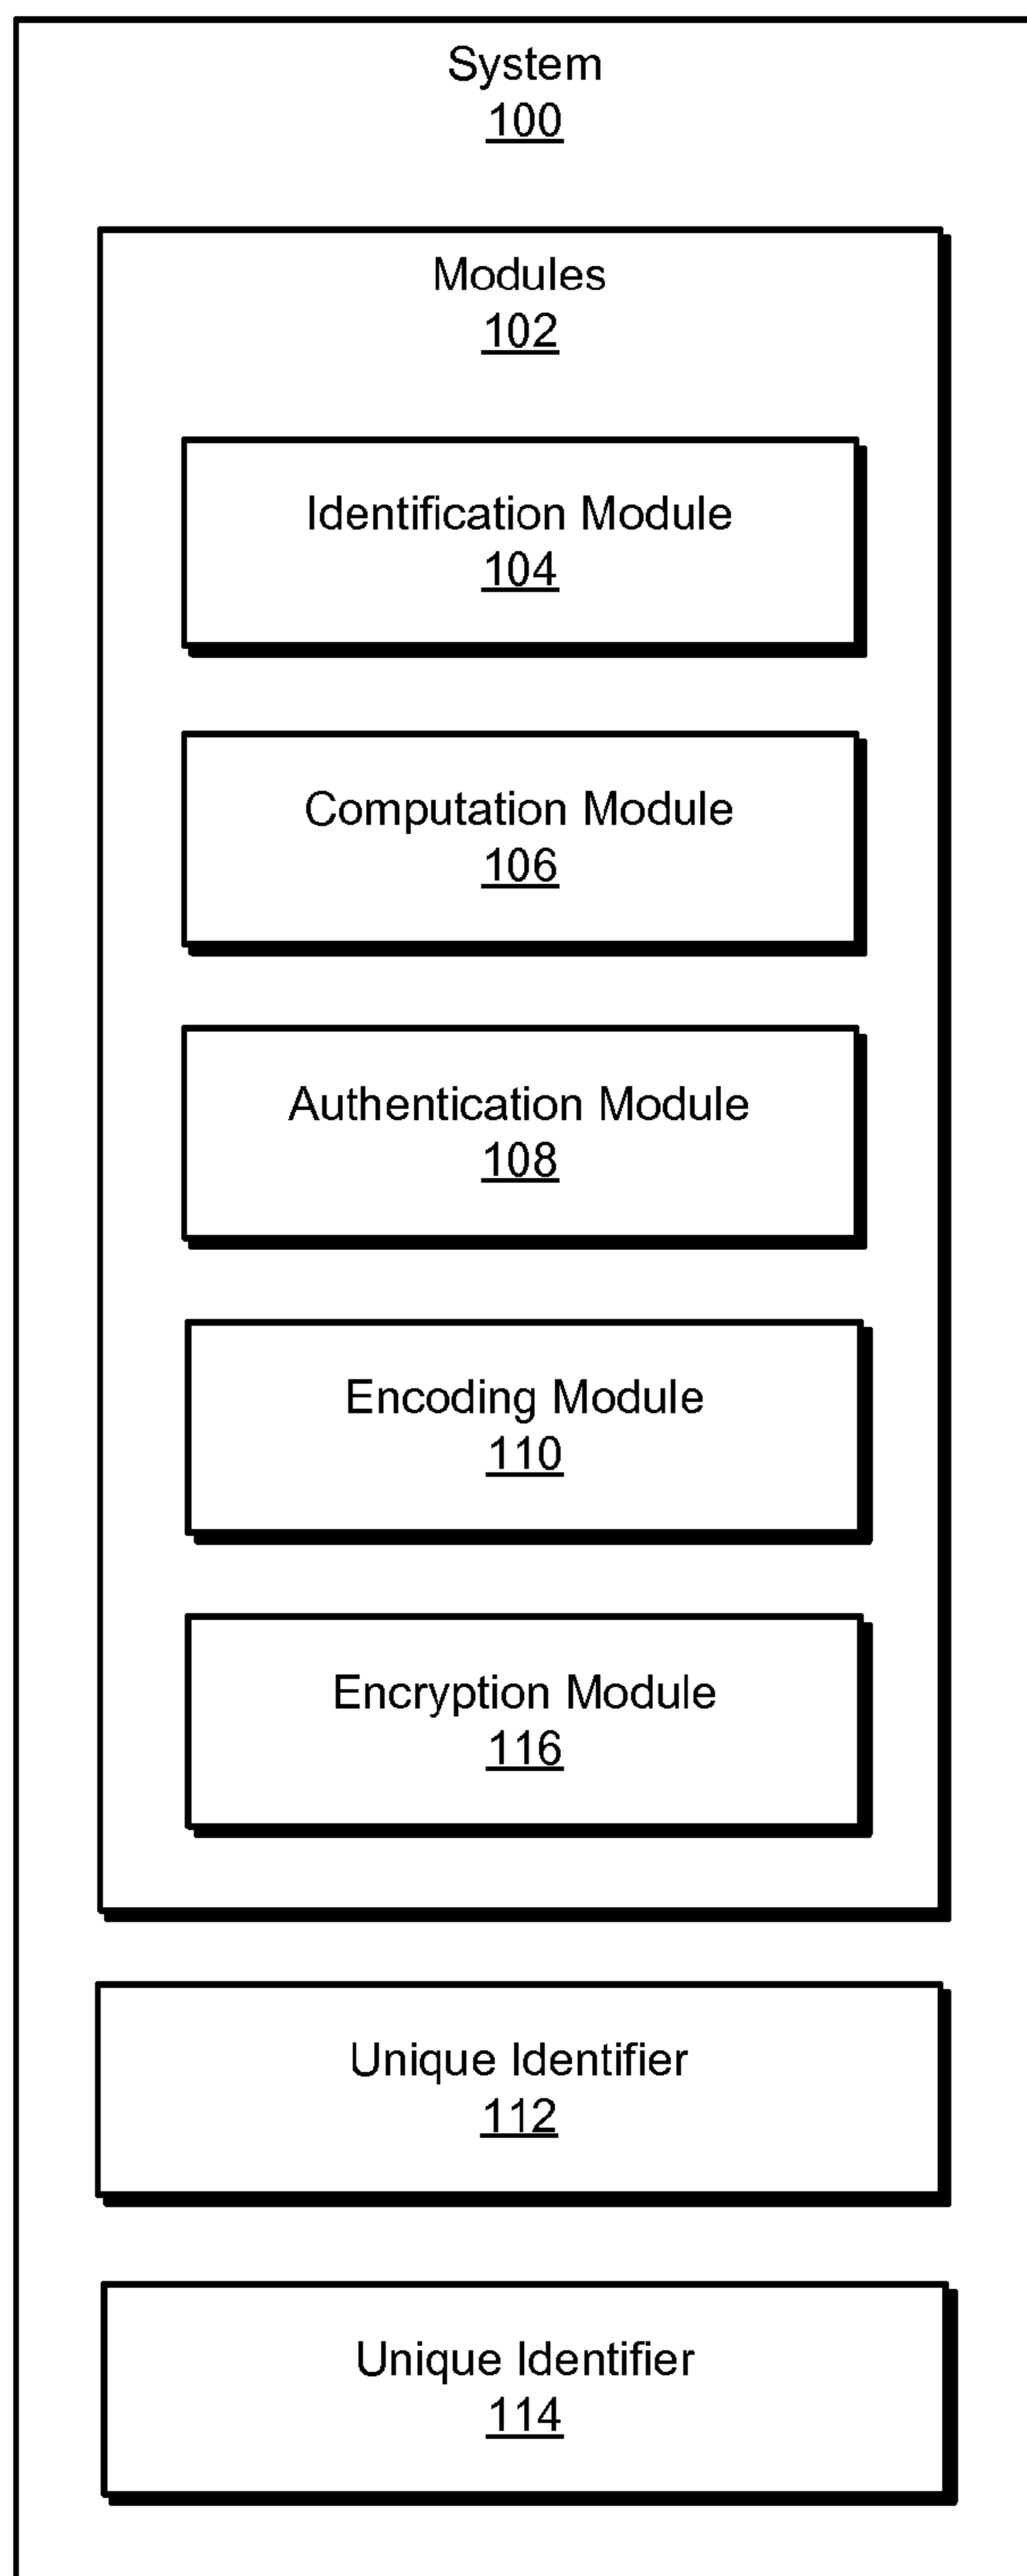 System
100
Modules
102
Identification Module
104
Computation Module
106
Authentication Module
108
Encoding Module
110
Encryption Module
116
Unique Identifier
112
Unique Identifier
114